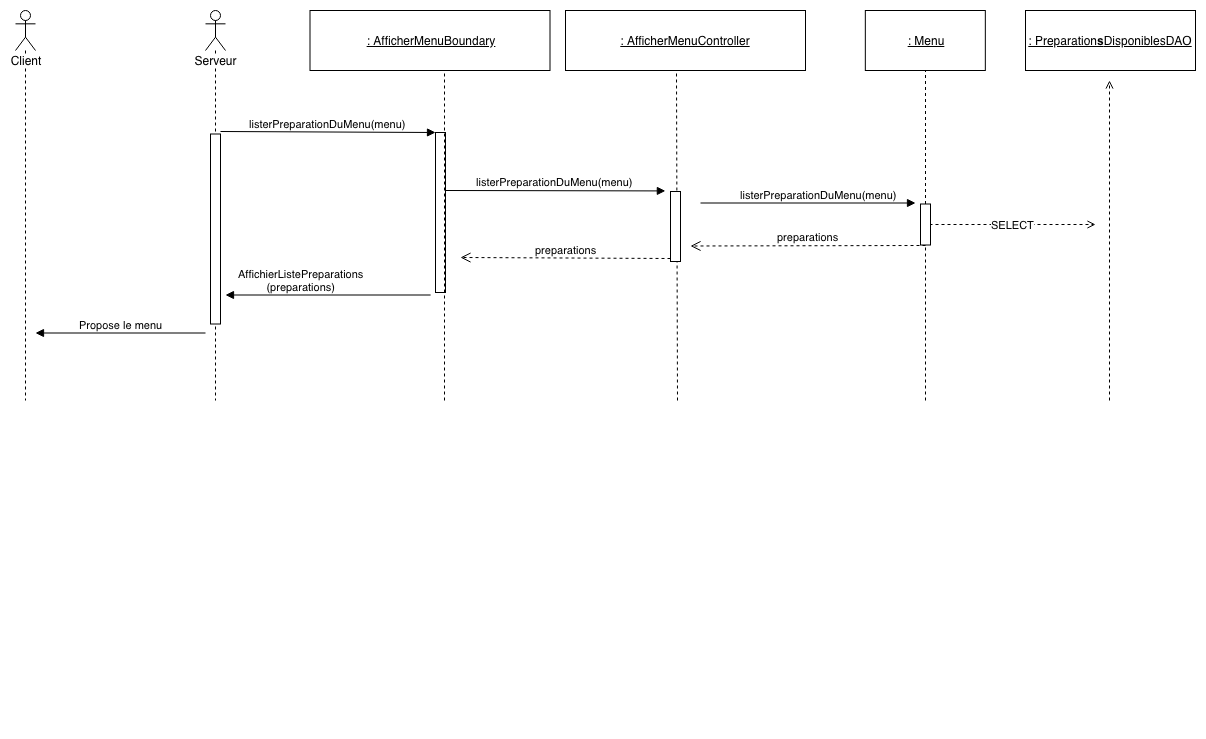 Client
Serveur
: AfficherMenuBoundary
: AfficherMenuController
: Menu
: PreparationsDisponiblesDAO
listerPreparationDuMenu(menu)
listerPreparationDuMenu(menu)
listerPreparationDuMenu(menu)
SELECT
preparations
preparations
AffichierListePreparations
(preparations)
Propose le menu